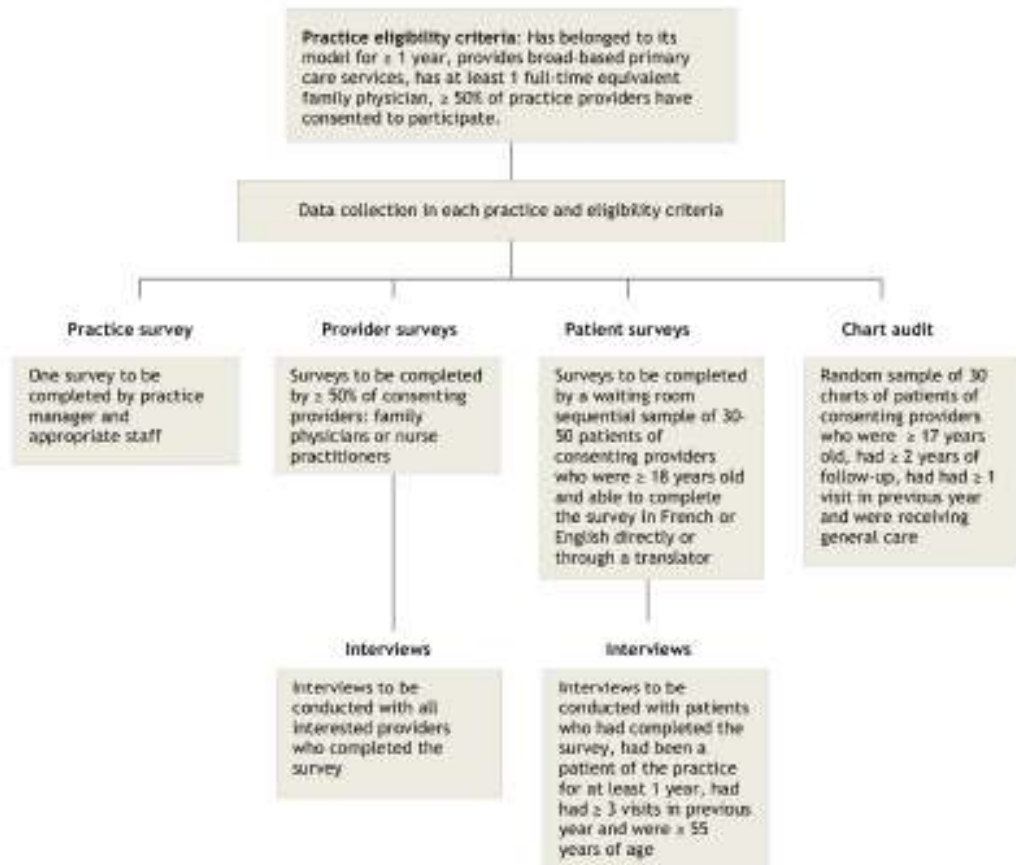 Practice eligibility criteria: Has belonged to its
model for ≥ 1 year, provides broad-based primary
care services, has at least 1 full-time equivalent
family physician, ≥ 50% of practice providers have
consented to participate.
Data collection in each practice and eligibility criteria
Practice survey
One survey to be
completed by practice
manager and
appropriate staff
Provider surveys
Surveys to be completed
by ≥ 50% of consenting
providers: family
physicians or nurse
practitioners
Patient surveys
Surveys to be completed
by a waiting room
sequential sample of 30-
50 patients of
consenting providers
who were ≥ 18 years old
and able to complete
the survey in French or
English directly or
through a translator
Chart audit
Random sample of 30
charts of patients of
consenting providers
who were ≥ 17 years
old, had ≥ 2 years of
follow-up, had had ≥ 1
visit in previous year
and were receiving
general care
Interviews
Interviews to be
conducted with all
interested providers
who completed the
survey
Interviews
Interviews to be
conducted with patients
who had completed the
survey, had been a
patient of the practice
for at least 1 year, had
had ≥ 3 visits in previous
year and were ≥ 55
years of age